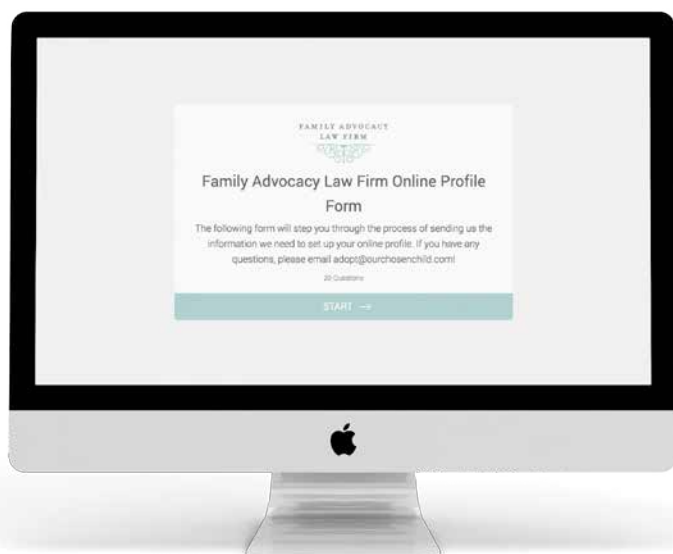 FAMILY ADVOCACY
LAW FIRM
Family Advocacy Law Firm Online Profile
Form
The following form will step you through the process of sending us the
information we need to set up your online profile. If you have any
questions, please email adopt@ourchosenchild.com!
20 Questions
START →